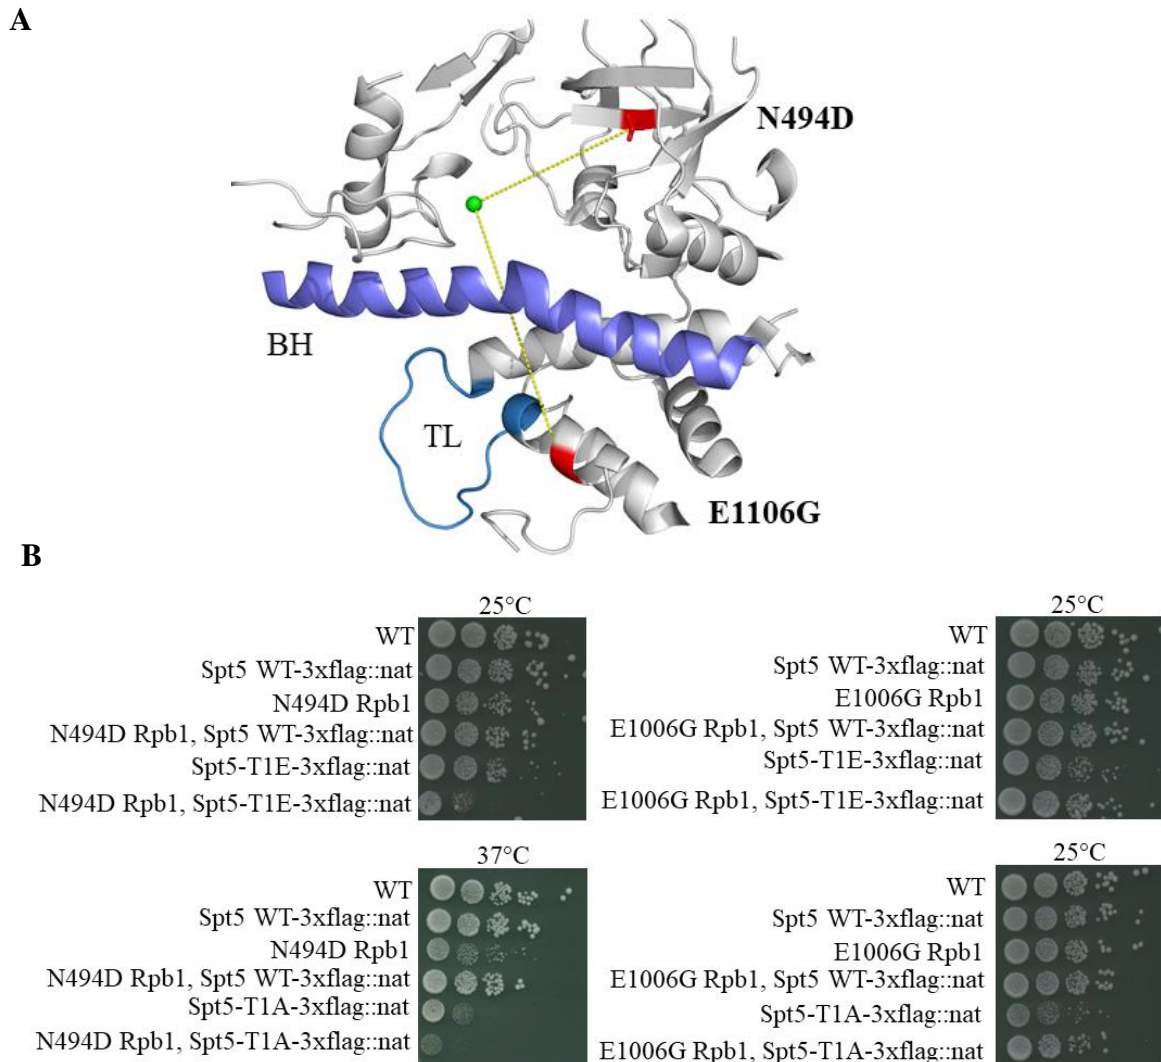 A
N494D
BH
TL
E1106G
B
25°C
WT
Spt5 WT-3xflag::nat
N494D Rpb1
N494D Rpb1, Spt5 WT-3xflag::nat
Spt5-T1E-3xflag::nat
N494D Rpb1, Spt5-T1E-3xflag::nat
25°C
WT
Spt5 WT-3xflag::nat
E1006G Rpb1
E1006G Rpb1, Spt5 WT-3xflag::nat
Spt5-T1E-3xflag::nat
E1006G Rpb1, Spt5-T1E-3xflag::nat
37°C
WT
Spt5 WT-3xflag::nat
N494D Rpb1
N494D Rpb1, Spt5 WT-3xflag::nat
Spt5-T1A-3xflag::nat
N494D Rpb1, Spt5-T1A-3xflag::nat
25°C
WT
Spt5 WT-3xflag::nat
E1006G Rpb1
E1006G Rpb1, Spt5 WT-3xflag::nat
Spt5-T1A-3xflag::nat
E1006G Rpb1, Spt5-T1A-3xflag::nat